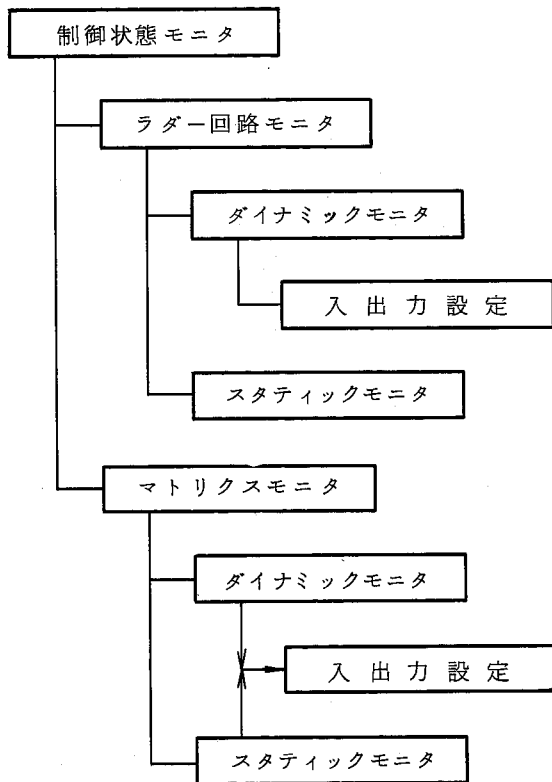 制御状態モニタ
ラダー回路モニタ
ダイナミックモニタ
入出力設定
スタティックモニタ
マトリクスモニタ
ダイナミックモニタ
入出力設定
スタティックモニタ